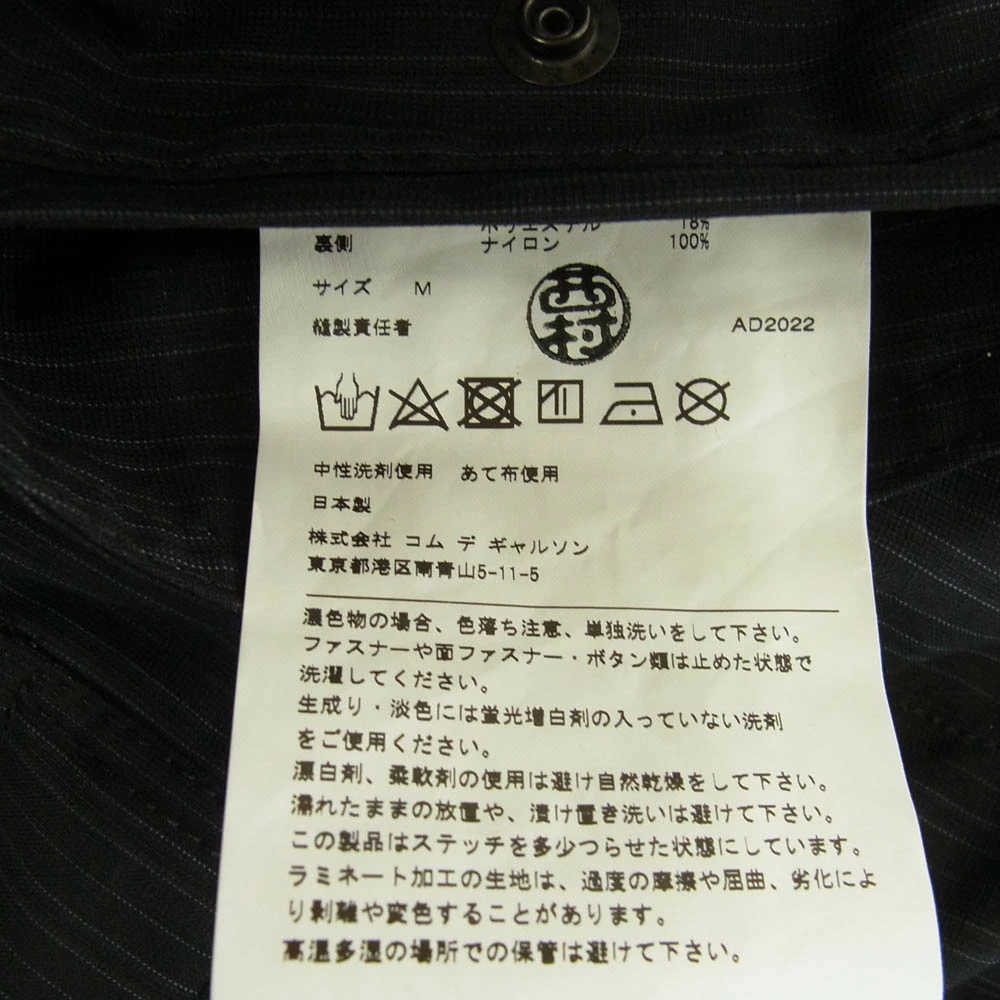 ポリエステル 18%
裏側 ナイロン 100%
サイズ M
西村
縫製責任者 AD2022
中性洗剤使用 あて布使用
日本製
株式会社 コム デ ギャルソン
東京都港区南青山5-11-5
濃色物の場合、色落ち注意、単独洗いをして下さい。
ファスナーや面ファスナー・ボタン類は止めた状態で
洗濯してください。
生成り・淡色には蛍光増白剤の入っていない洗剤
をご使用ください。
漂白剤、柔軟剤の使用は避け自然乾燥をして下さい。
濡れたままの放置や、漬け置き洗いは避けて下さい。
この製品はステッチを多少つらせた状態にしています。
ラミネート加工の生地は、過度の摩擦や屈曲、劣化によ
り剥離や変色することがあります。
高温多湿の場所での保管は避けて下さい。